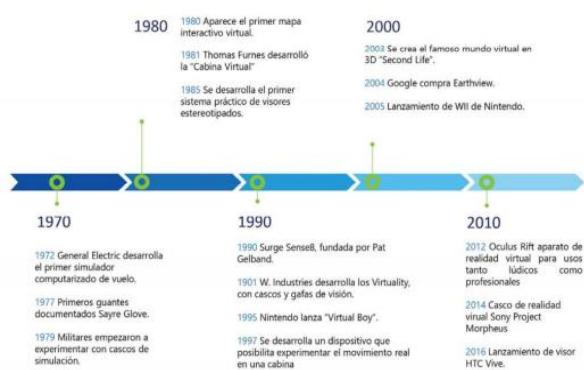 1980
1980 Aparece el primer mapa
interactivo virtual.
1981 Thomas Furnes desarrolló
la "Cabina Virtual"
1985 Se desarrolla el primer
sistema práctico de visores
estereotipados.
2000
2003 Se crea el famoso mundo virtual en
3D "Second Life".
2004 Google compra Earthview.
2005 Lanzamiento de WII de Nintendo.
1970
1972 General Electric desarrolla
el primer simulador
computarizado de vuelo.
1977 Primeros guantes
documentados Sayre Glove.
1979 Militares empezaron a
experimentar con cascos de
simulación.
1990
1990 Surge Sense8, fundada por Pat
Gelband.
1901 W. Industries desarrolla los Virtuality,
con cascos y gafas de visión.
1995 Nintendo lanza "Virtual Boy".
1997 Se desarrolla un dispositivo que
posibilita experimentar el movimiento real
en una cabina
2010
2012 Oculus Rift aparato de
realidad virtual para usos
tanto lúdicos como
profesionales
2014 Casco de realidad
virual Sony Project
Morpheus
2016 Lanzamiento de visor
HTC Vive.